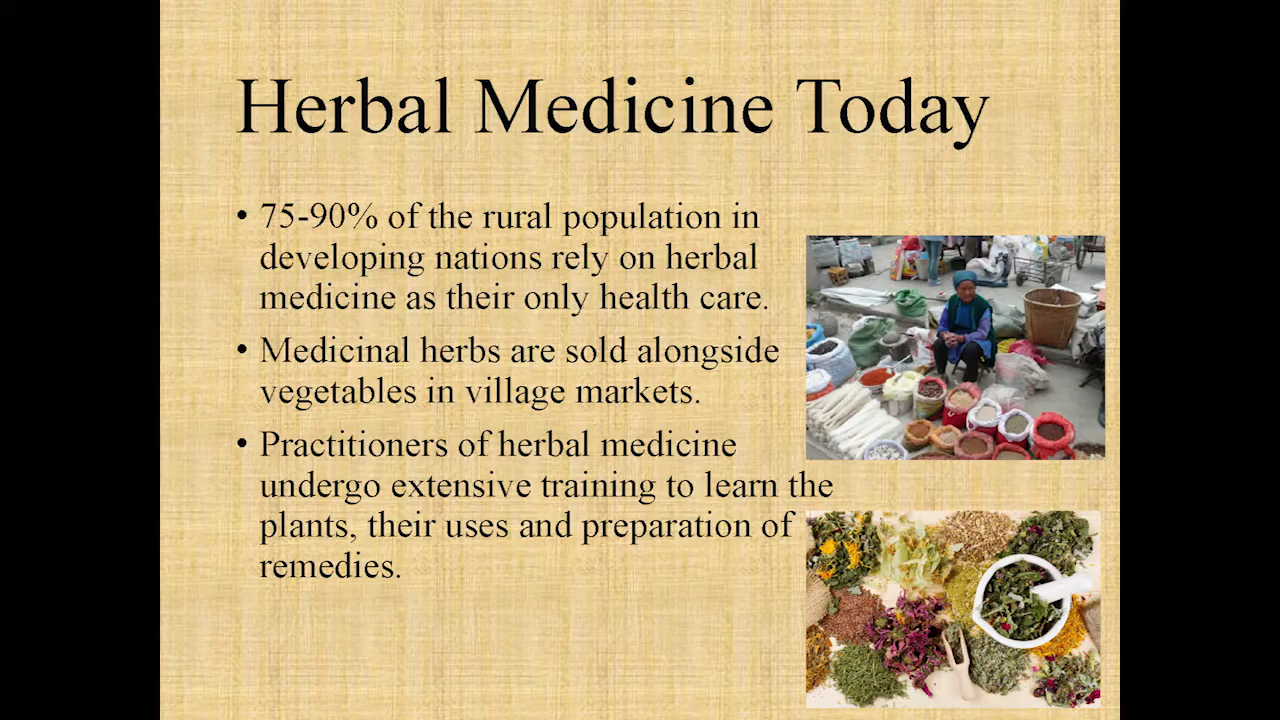 Herbal Medicine Today
• 75-90% of the rural population in
developing nations rely on herbal
medicine as their only health care.
• Medicinal herbs are sold alongside
vegetables in village markets.
• Practitioners of herbal medicine
undergo extensive training to learn the
plants, their uses and preparation of
remedies.